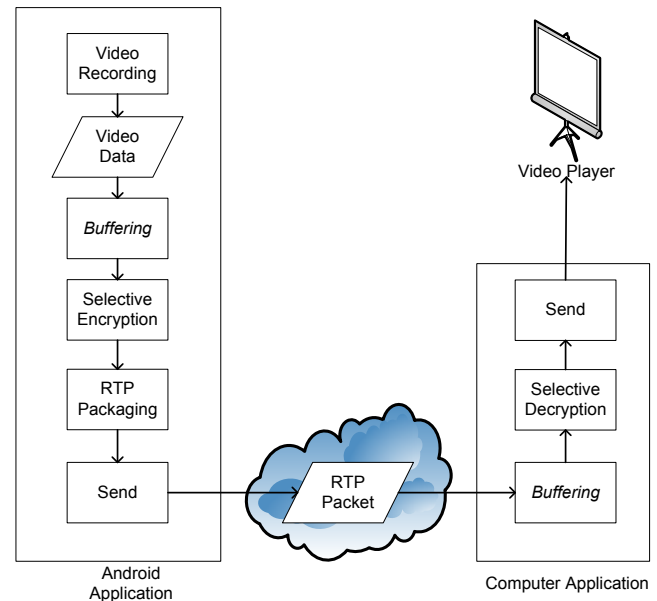 Video
Recording
Video
Data
Buffering
Selective
Encryption
RTP
Packaging
Send
Android
Application
RTP
Packet
Video Player
Send
Selective
Decryption
Buffering
Computer Application